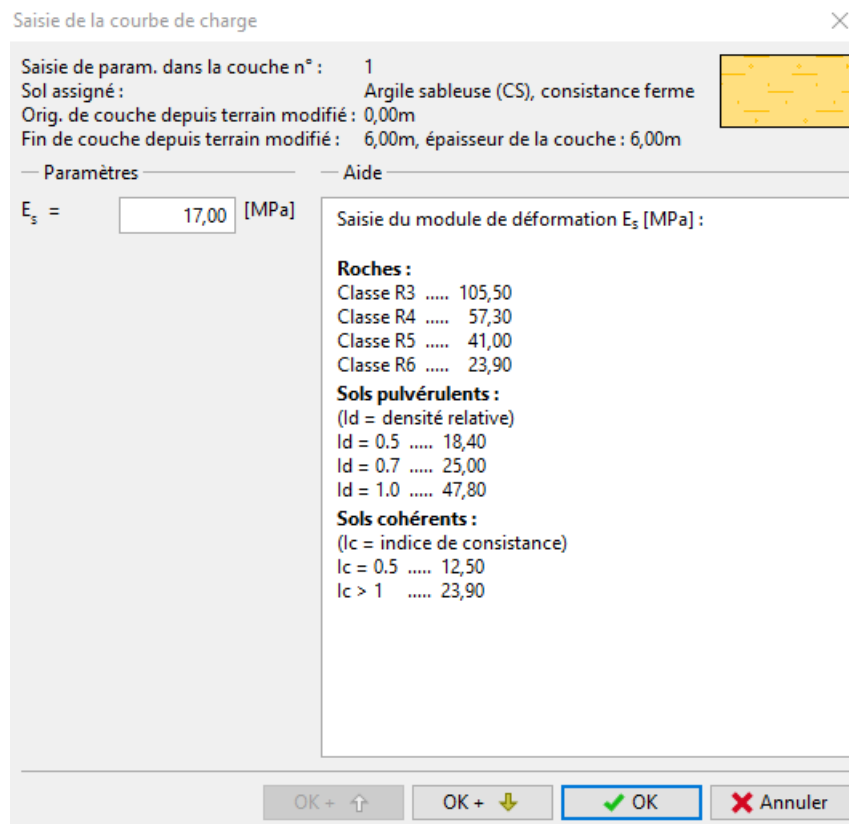 Saisie de la courbe de charge
Saisie de param. dans la couche n° : 1
Sol assigné : Argile sableuse (CS), consistance ferme
Orig. de couche depuis terrain modifié : 0,00m
Fin de couche depuis terrain modifié : 6,00m, épaisseur de la couche : 6,00m
Paramètres
Es = 17,00 [MPa]
Aide
Saisie du module de déformation Es [MPa] :
Roches :
Classe R3 ..... 105,50
Classe R4 ..... 57,30
Classe R5 ..... 41,00
Classe R6 ..... 23,90
Sols pulvérulents :
(Id = densité relative)
Id = 0.5 ..... 18,40
Id = 0.7 ..... 25,00
Id = 1.0 ..... 47,80
Sols cohérents :
(Ic = indice de consistance)
Ic = 0.5 ..... 12,50
Ic > 1 ..... 23,90
OK + OK + OK Annuler